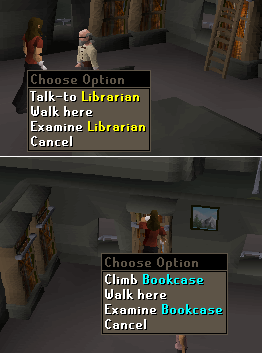 Choose Option
Talk-to Librarian
Walk here
Examine Librarian
Cancel
Choose Option
Climb Bookcase
Walk here
Examine Bookcase
Cancel